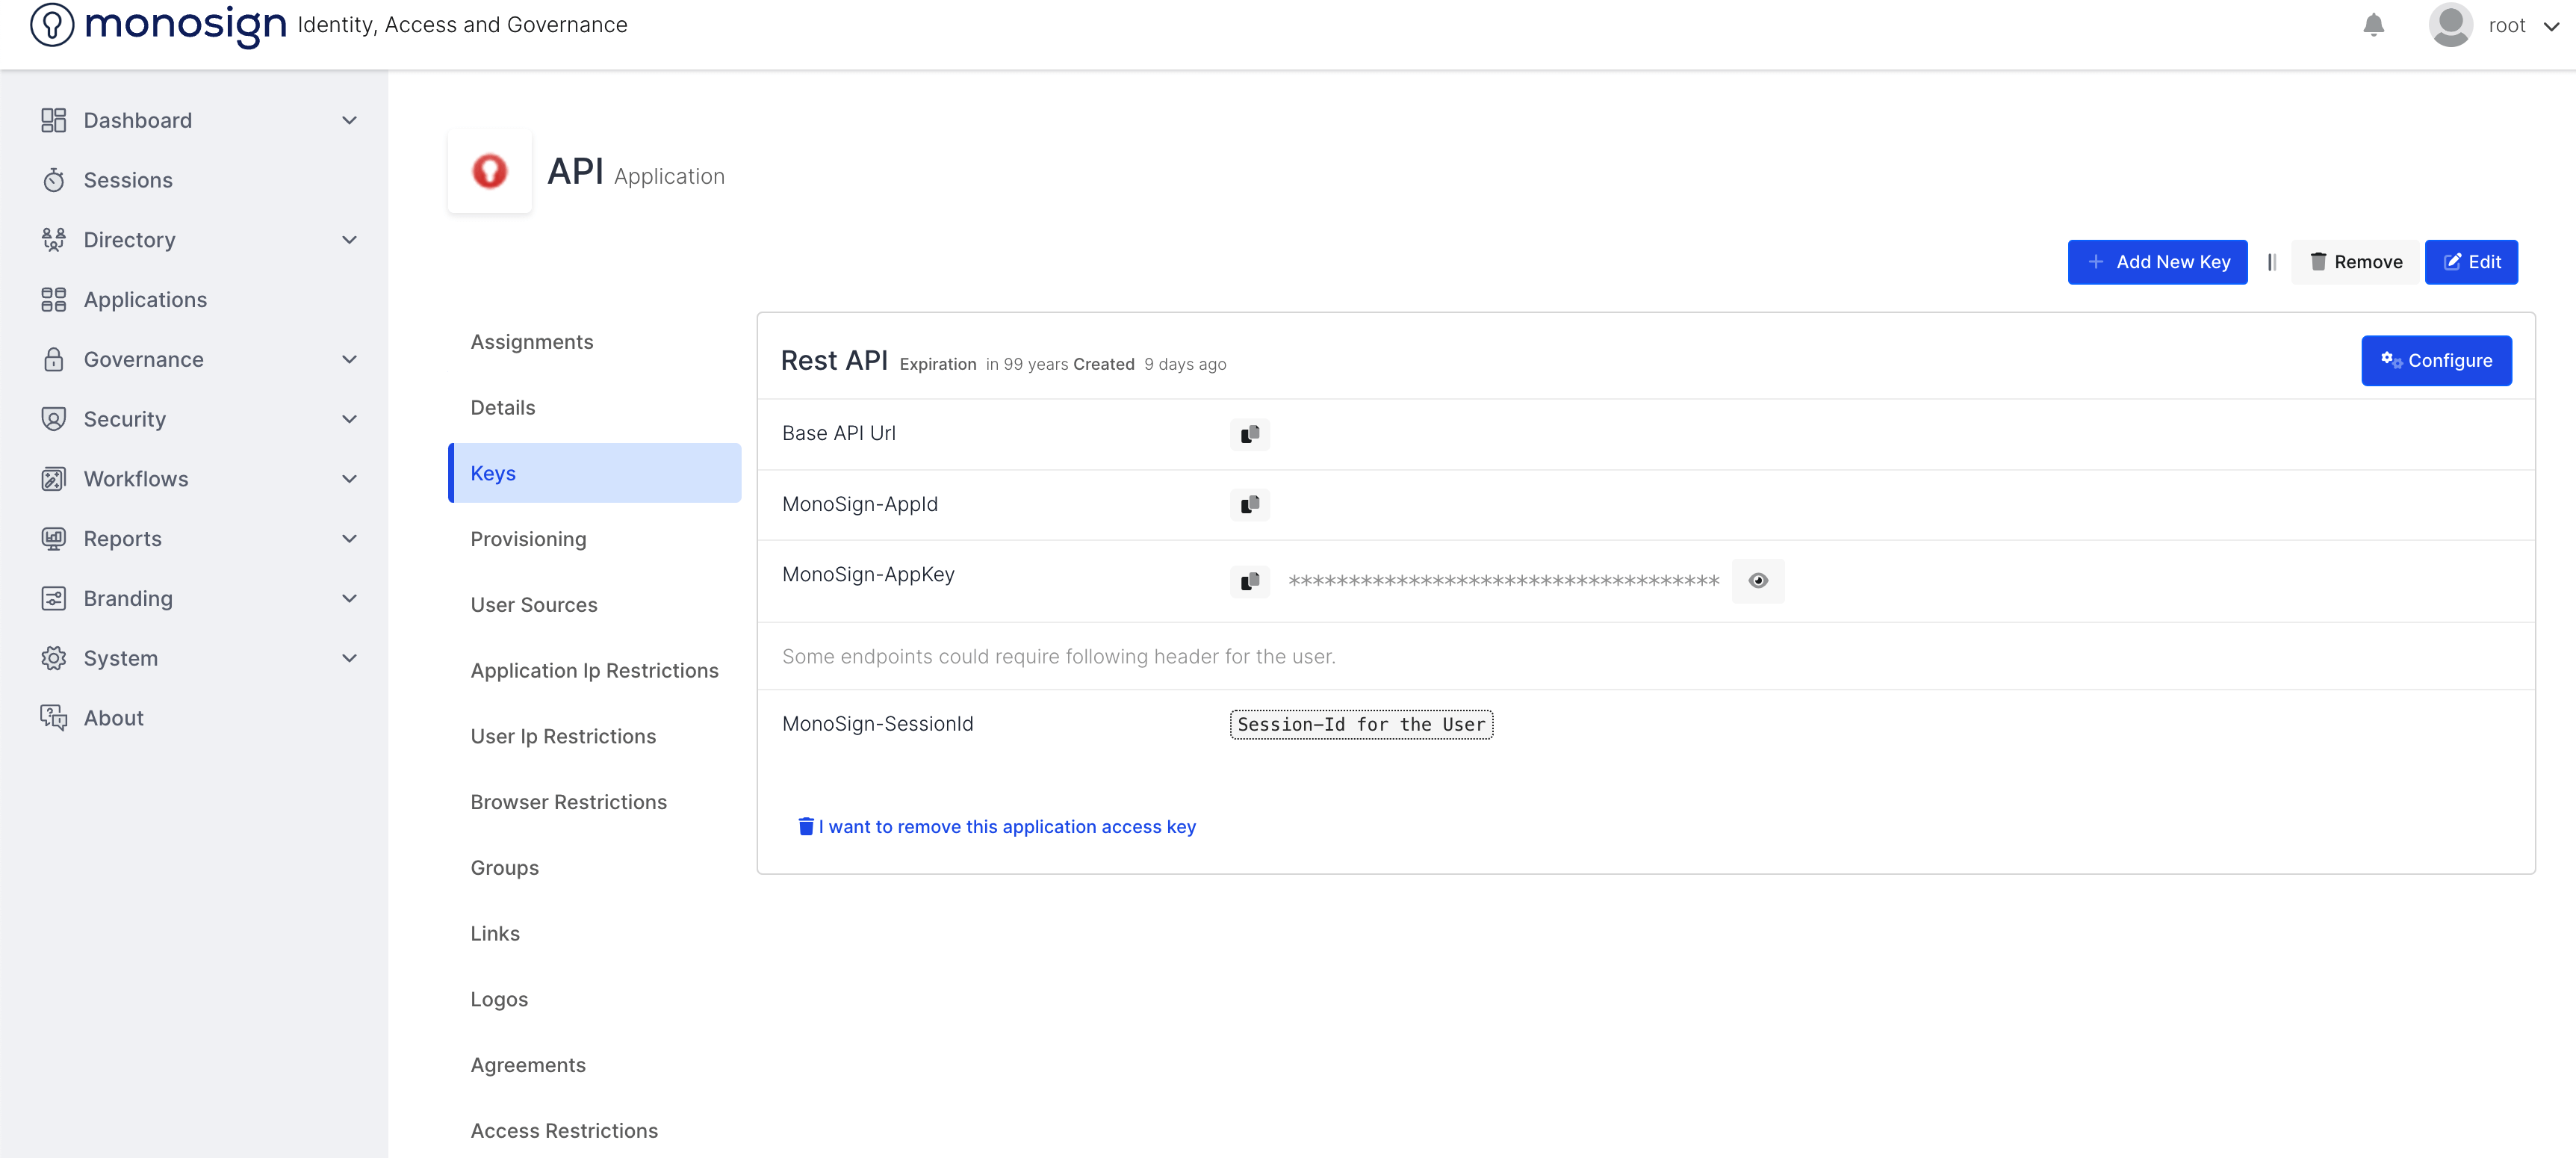 monosign Identity, Access and Governance
root
Dashboard
Sessions
Directory
Applications
Governance
Security
Workflows
Reports
Branding
System
About
API Application
Add New Key
Remove
Edit
Assignments
Details
Keys
Provisioning
User Sources
Application Ip Restrictions
User Ip Restrictions
Browser Restrictions
Groups
Links
Logos
Agreements
Access Restrictions
Rest API Expiration in 99 years Created 9 days ago
Configure
Base API Url
MonoSign-AppId
MonoSign-AppKey ************************************
Some endpoints could require following header for the user.
MonoSign-SessionId Session-Id for the User
I want to remove this application access key